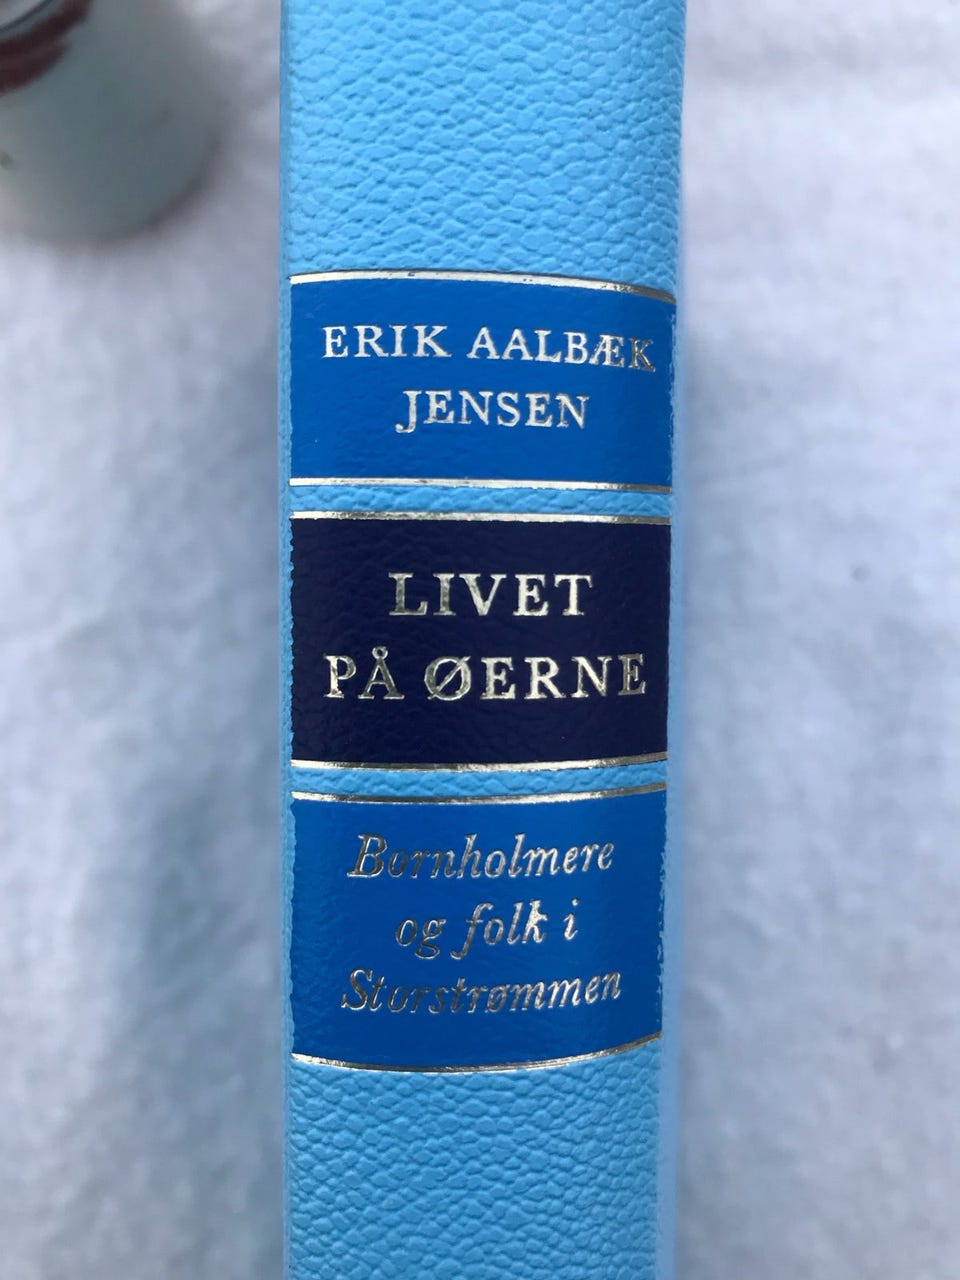 ERIK AALBÆK
JENSEN
LIVET
PÅ ØERNE
Bornholmere
og folk i
Storstrømmen